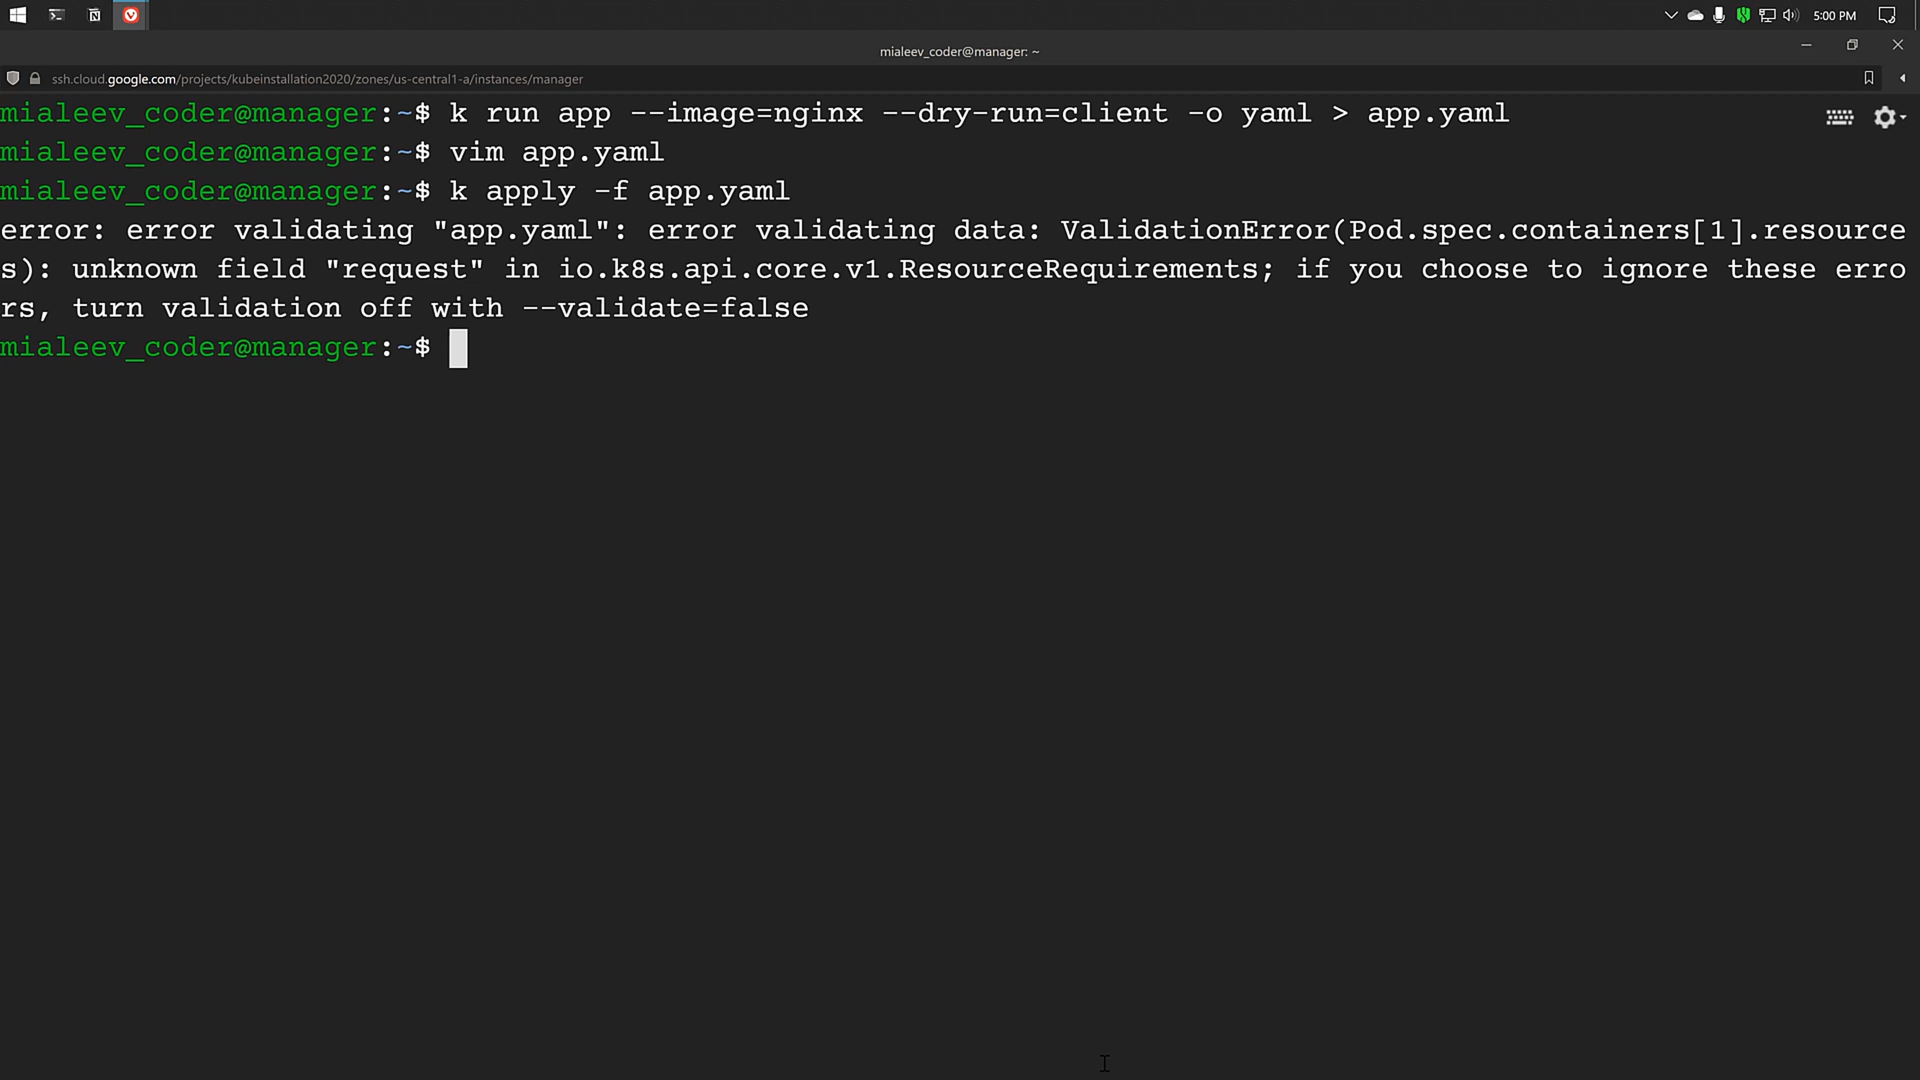 5:00 PM
mialeev_coder@manager: ~
ssh.cloud.google.com/projects/kubeinstallation2020/zones/us-central1-a/instances/manager
mialeev_coder@manager:~$ k run app --image=nginx --dry-run=client -o yaml > app.yaml
mialeev_coder@manager:~$ vim app.yaml
mialeev_coder@manager:~$ k apply -f app.yaml
error: error validating "app.yaml": error validating data: ValidationError(Pod.spec.containers[1].resource
s): unknown field "request" in io.k8s.api.core.v1.ResourceRequirements; if you choose to ignore these erro
rs, turn validation off with --validate=false
mialeev_coder@manager:~$